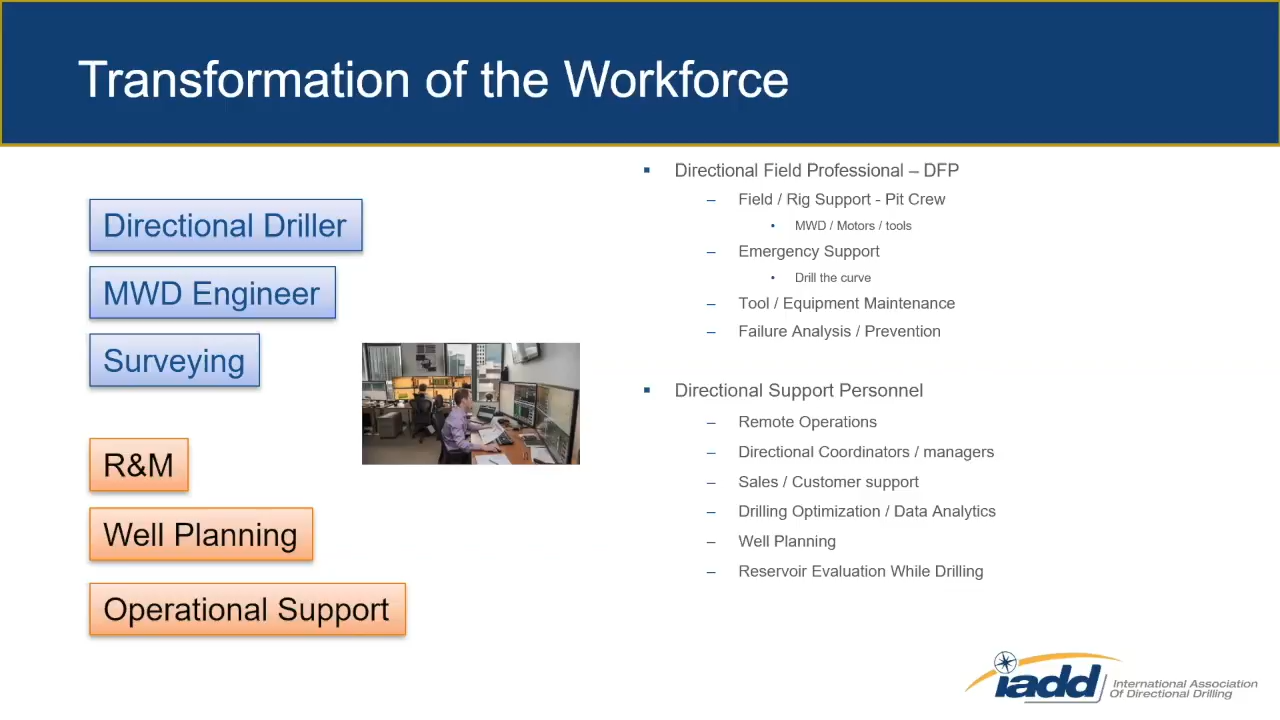 Transformation of the Workforce
Directional Driller
MWD Engineer
Surveying
R&M
Well Planning
Operational Support
Directional Field Professional – DFP
– Field / Rig Support - Pit Crew
• MWD / Motors / tools
– Emergency Support
• Drill the curve
– Tool / Equipment Maintenance
– Failure Analysis / Prevention
Directional Support Personnel
– Remote Operations
– Directional Coordinators / managers
– Sales / Customer support
– Drilling Optimization / Data Analytics
– Well Planning
– Reservoir Evaluation While Drilling
iadd
International Association
Of Directional Drilling